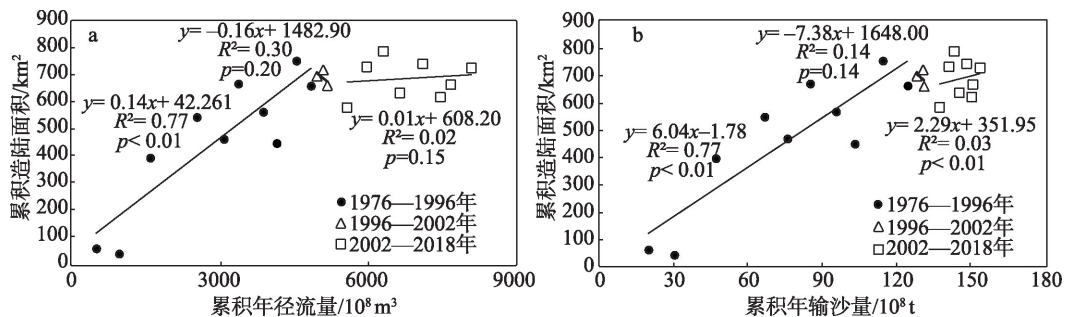 900
800
700
600
500
400
300
200
100
0
累积造陆面积/km²
a
y= –0.16x+ 1482.90
R²= 0.30
p=0.20
0.14x+ 42.261
R²= 0.77
p< 0.01
y= 0.01x+ 608.20
R²= 0.02
p=0.15
1976—1996年
1996—2002年
2002—2018年
0
3000
6000
9000
累积年径流量/10⁸ m³
900
800
700
600
500
400
300
200
100
0
累积造陆面积/km²
b
y= –7.38x+ 1648.00
R²= 0.14
p= 0.14
y= 6.04x–1.78
R²= 0.77
p< 0.01
y= 2.29x+ 351.95
R²= 0.03
p< 0.01
1976—1996年
1996—2002年
2002—2018年
0
30
60
90
120
150
180
累积年输沙量/10⁸ t